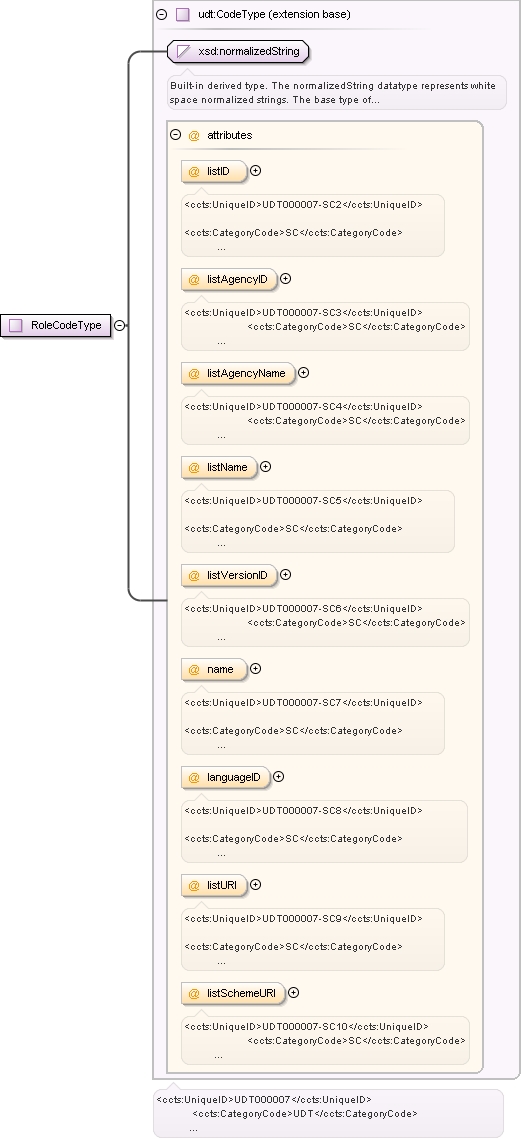 udt:CodeType (extension base)
xsd:normalizedString
Built-in derived type. The normalizedString datatype represents white
space normalized strings. The base type of...
@ attributes
@ listID
<ccts:UniqueID>UDT000007-SC2</ccts:UniqueID>
<ccts:CategoryCode>SC</ccts:CategoryCode>
...
@ listAgencyID
<ccts:UniqueID>UDT000007-SC3</ccts:UniqueID>
<ccts:CategoryCode>SC</ccts:CategoryCode>
...
RoleCodeType
@ listAgencyName
<ccts:UniqueID>UDT000007-SC4</ccts:UniqueID>
<ccts:CategoryCode>SC</ccts:CategoryCode>
...
@ listName
<ccts:UniqueID>UDT000007-SC5</ccts:UniqueID>
<ccts:CategoryCode>SC</ccts:CategoryCode>
...
@ listVersionID
<ccts:UniqueID>UDT000007-SC6</ccts:UniqueID>
<ccts:CategoryCode>SC</ccts:CategoryCode>
...
@ name
<ccts:UniqueID>UDT000007-SC7</ccts:UniqueID>
<ccts:CategoryCode>SC</ccts:CategoryCode>
...
@ languageID
<ccts:UniqueID>UDT000007-SC8</ccts:UniqueID>
<ccts:CategoryCode>SC</ccts:CategoryCode>
...
@ listURI
<ccts:UniqueID>UDT000007-SC9</ccts:UniqueID>
<ccts:CategoryCode>SC</ccts:CategoryCode>
...
@ listSchemeURI
<ccts:UniqueID>UDT000007-SC10</ccts:UniqueID>
<ccts:CategoryCode>SC</ccts:CategoryCode>
...
<ccts:UniqueID>UDT000007</ccts:UniqueID>
<ccts:CategoryCode>UDT</ccts:CategoryCode>
...